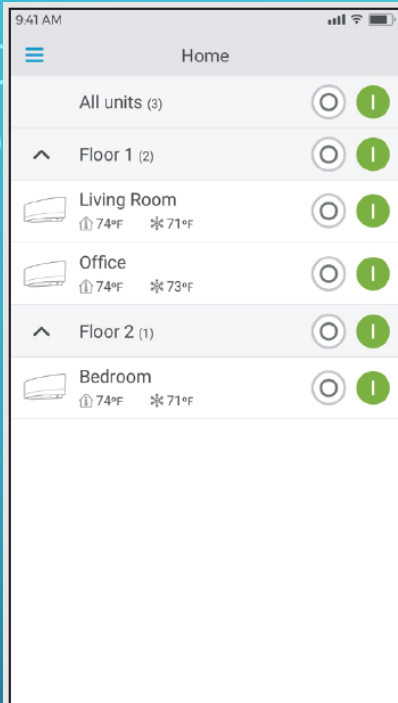 9:41 AM
Home
All units (3)
Floor 1 (2)
Living Room
74°F 71°F
Office
74°F 73°F
Floor 2 (1)
Bedroom
74°F 71°F